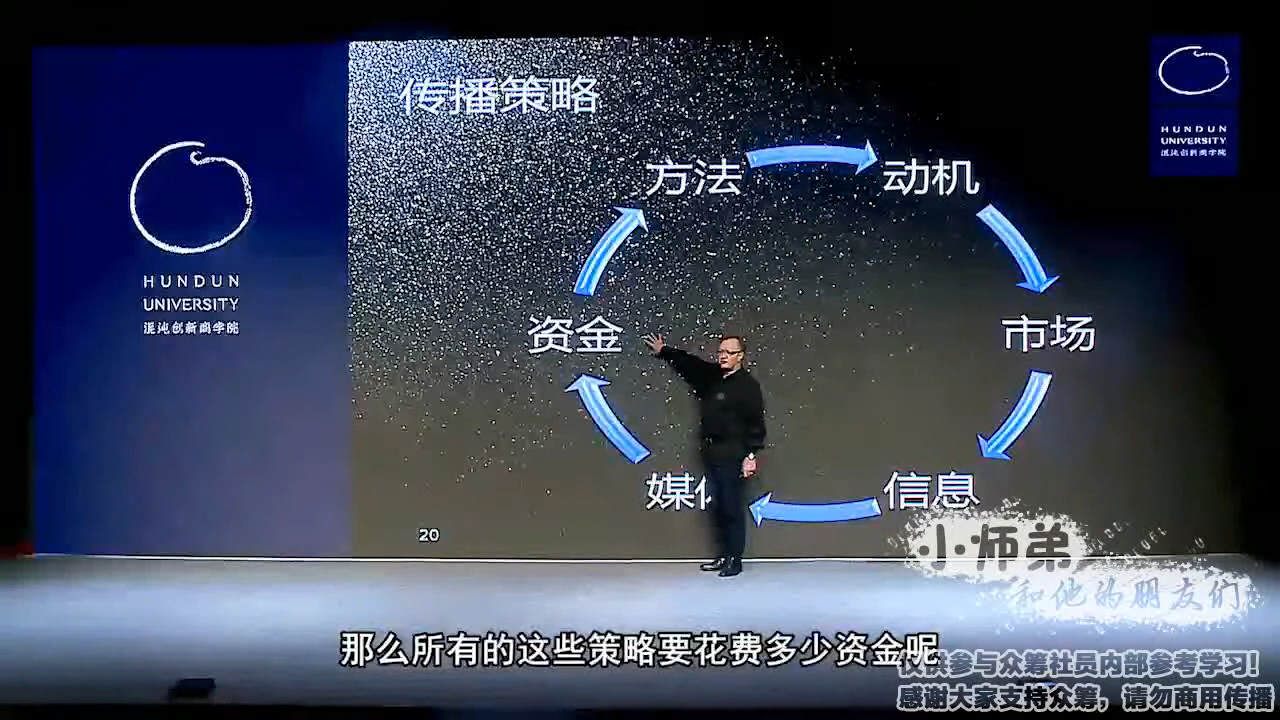 传播策略
HUNDUN
UNIVERSITY
混沌创新商学院
方法
动机
HUNDUN
UNIVERSITY
混沌创新商学院
资金
市场
媒
信息
20
小师弟
和他的朋友们
那么所有的这些策略要花费多少资金呢
仅供参与众筹社员内部参考学习!
感谢大家支持众筹，请勿商用传播